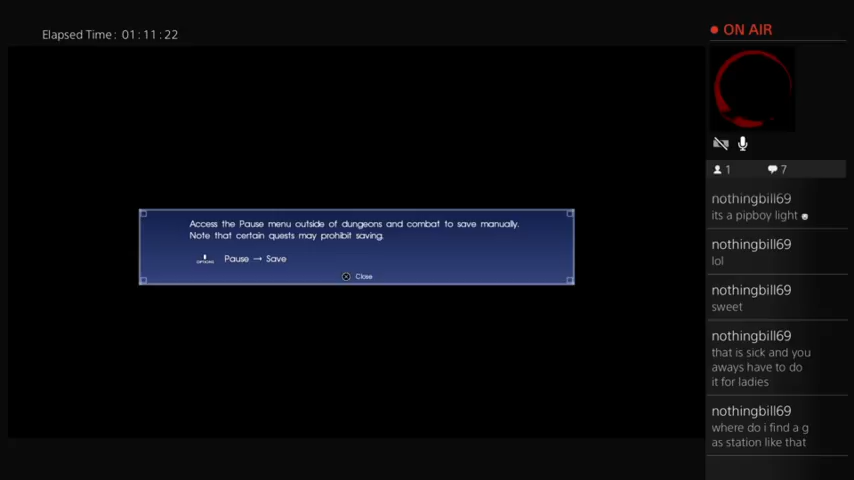 Elapsed Time: 01:11:22
ON AIR
1
7
Access the Pause menu outside of dungeons and combat to save manually.
Note that certain quests may prohibit saving.
OPTIONS Pause → Save
Close
nothingbill69
its a pipboy light
nothingbill69
lol
nothingbill69
sweet
nothingbill69
that is sick and you
aways have to do
it for ladies
nothingbill69
where do i find a g
as station like that